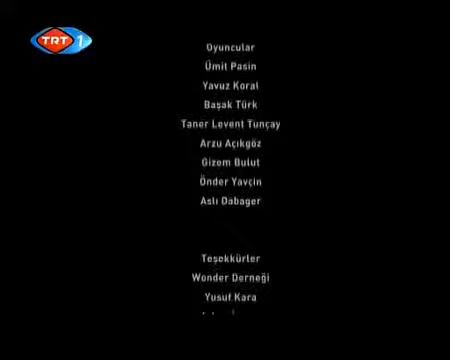 TRT 1
Oyuncular
Ümit Pasin
Yavuz Koral
Başak Türk
Taner Levent Tunçay
Arzu Açıkgöz
Gizem Bulut
Önder Yavçin
Aslı Dabager
Teşekkürler
Wonder Derneği
Yusuf Kara